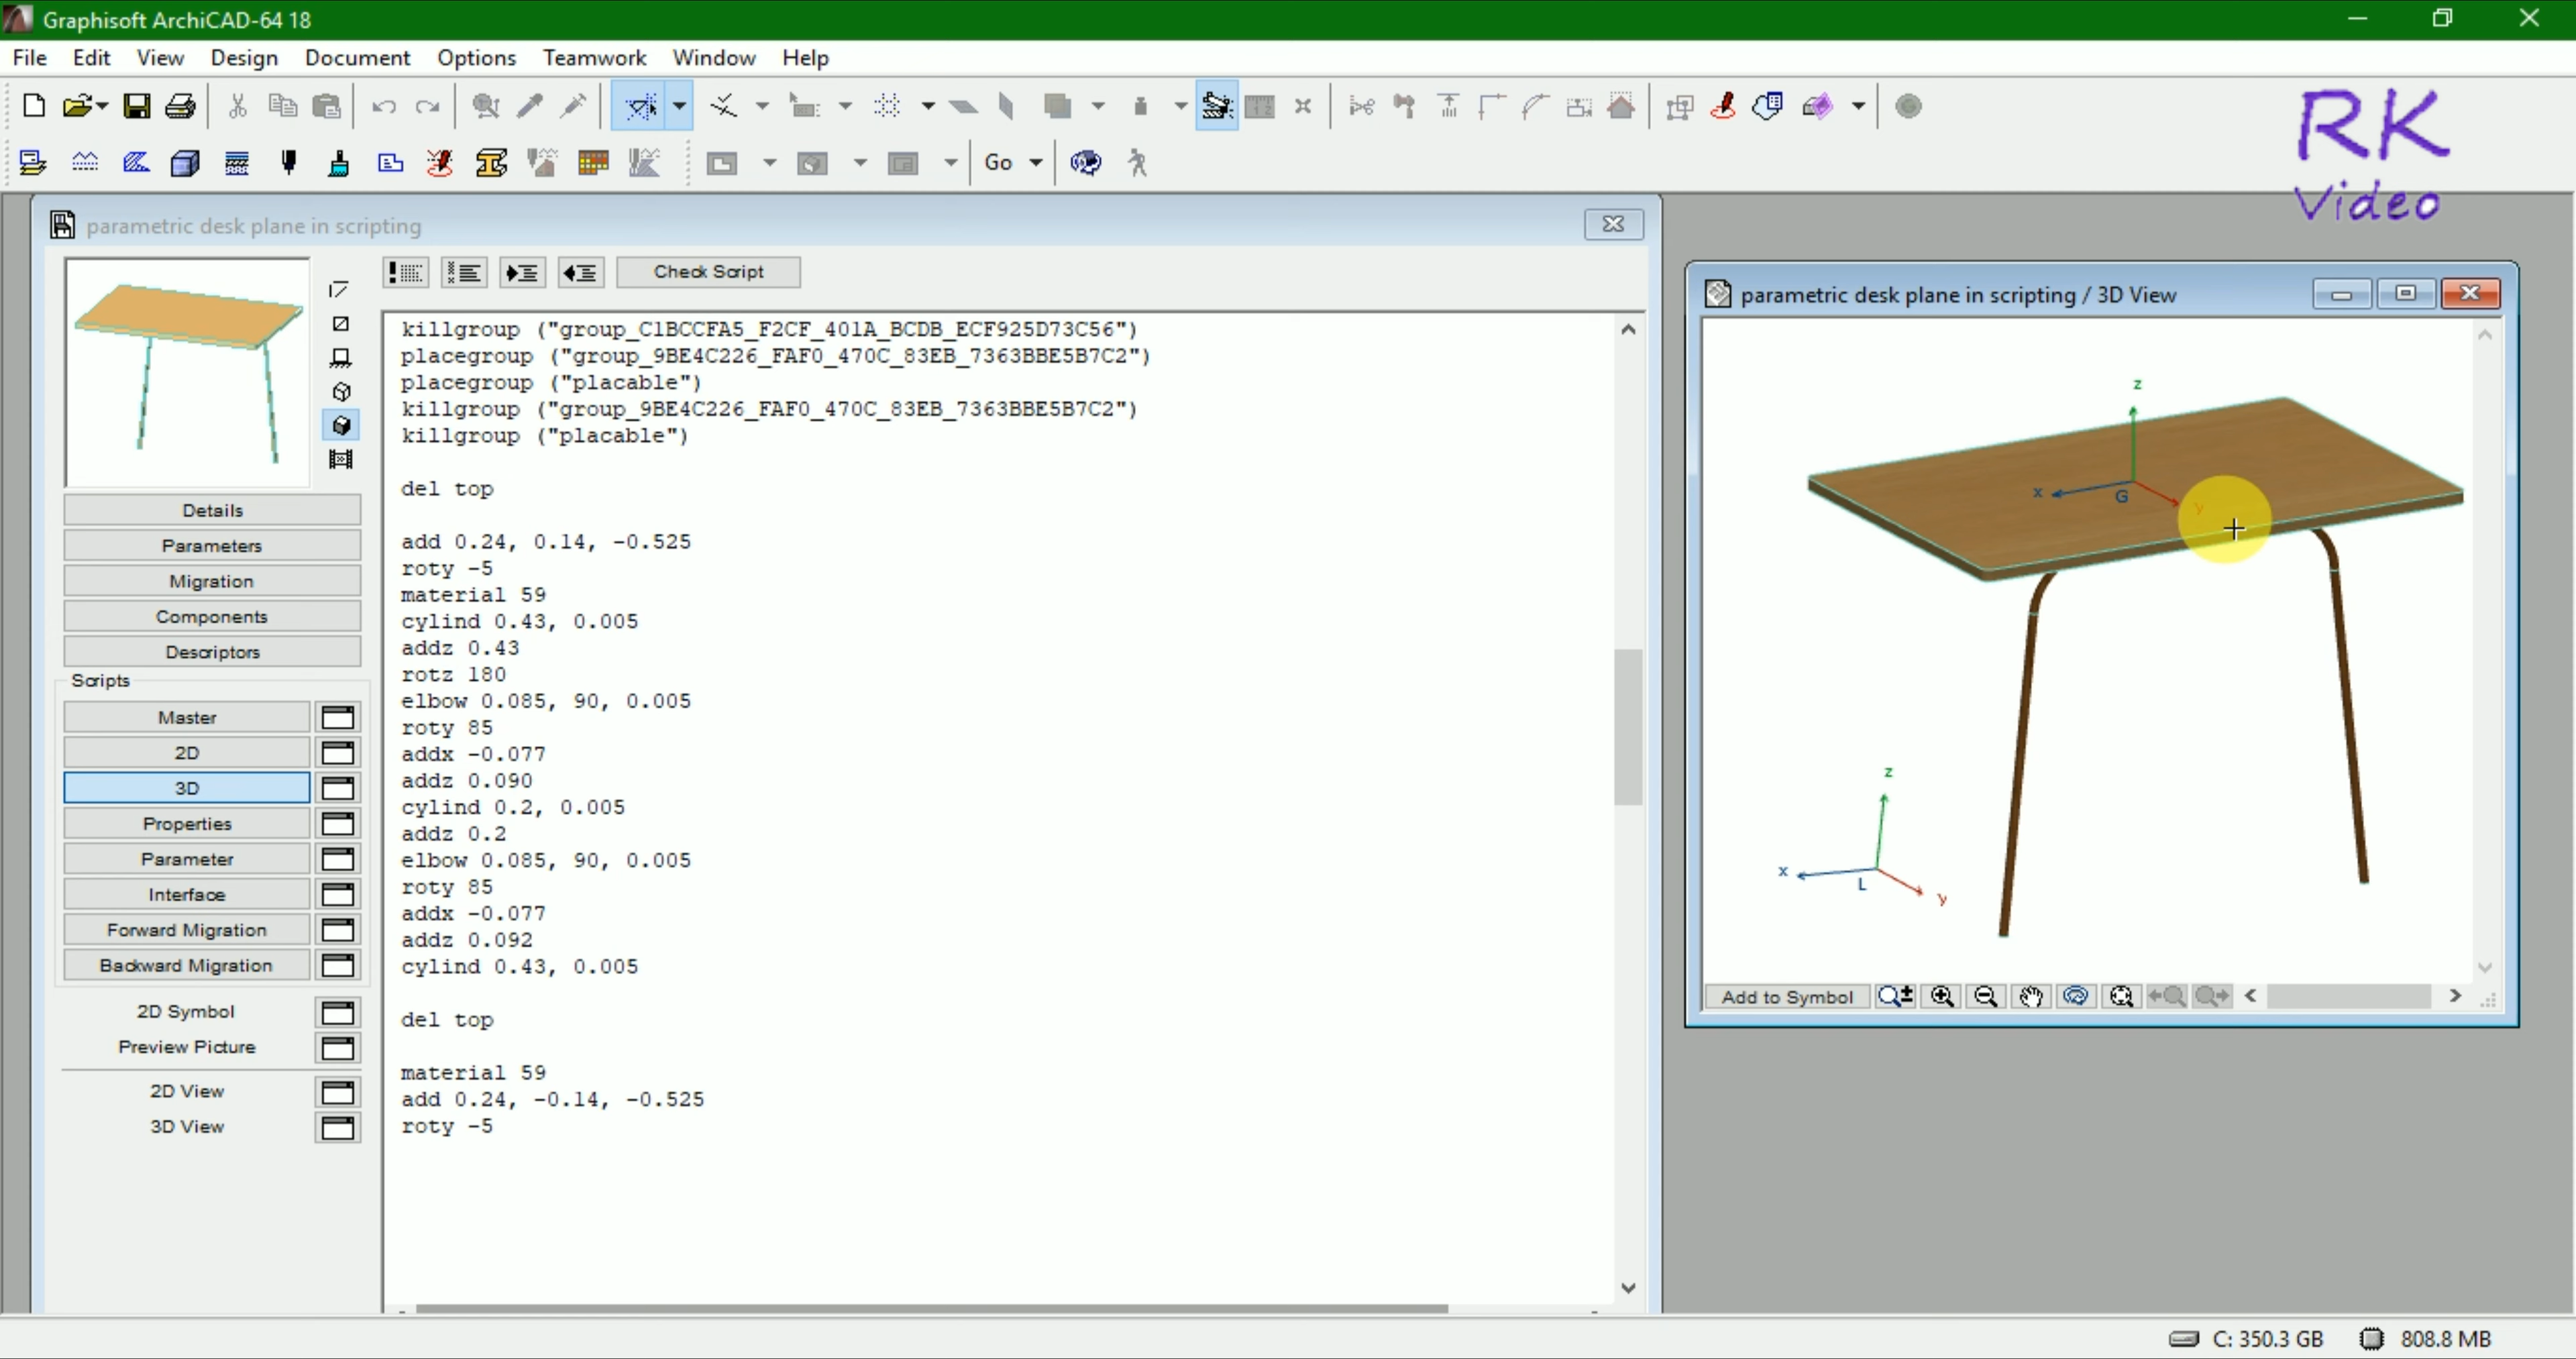 Graphisoft ArchiCAD-64 18
File Edit View Design Document Options Teamwork Window Help
Go
RK
Video
parametric desk plane in scripting
Check Script
Details
Parameters
Migration
Components
Descriptors
Scripts
Master
2D
3D
Properties
Parameter
Interface
Forward Migration
Backward Migration
2D Symbol
Preview Picture
2D View
3D View
killgroup ("group_C1BCCFA5_F2CF_401A_BCDB_ECF925D73C56")
placegroup ("group_9BE4C226_FAF0_470C_83EB_7363BBE5B7C2")
placegroup ("placable")
killgroup ("group_9BE4C226_FAF0_470C_83EB_7363BBE5B7C2")
killgroup ("placable")
del top
add 0.24, 0.14, -0.525
roty -5
material 59
cylind 0.43, 0.005
addz 0.43
rotz 180
elbow 0.085, 90, 0.005
roty 85
addx -0.077
addz 0.090
cylind 0.2, 0.005
addz 0.2
elbow 0.085, 90, 0.005
roty 85
addx -0.077
addz 0.092
cylind 0.43, 0.005
del top
material 59
add 0.24, -0.14, -0.525
roty -5
parametric desk plane in scripting / 3D View
z
x
G
y
z
x
L
y
Add to Symbol
C: 350.3 GB
808.8 MB